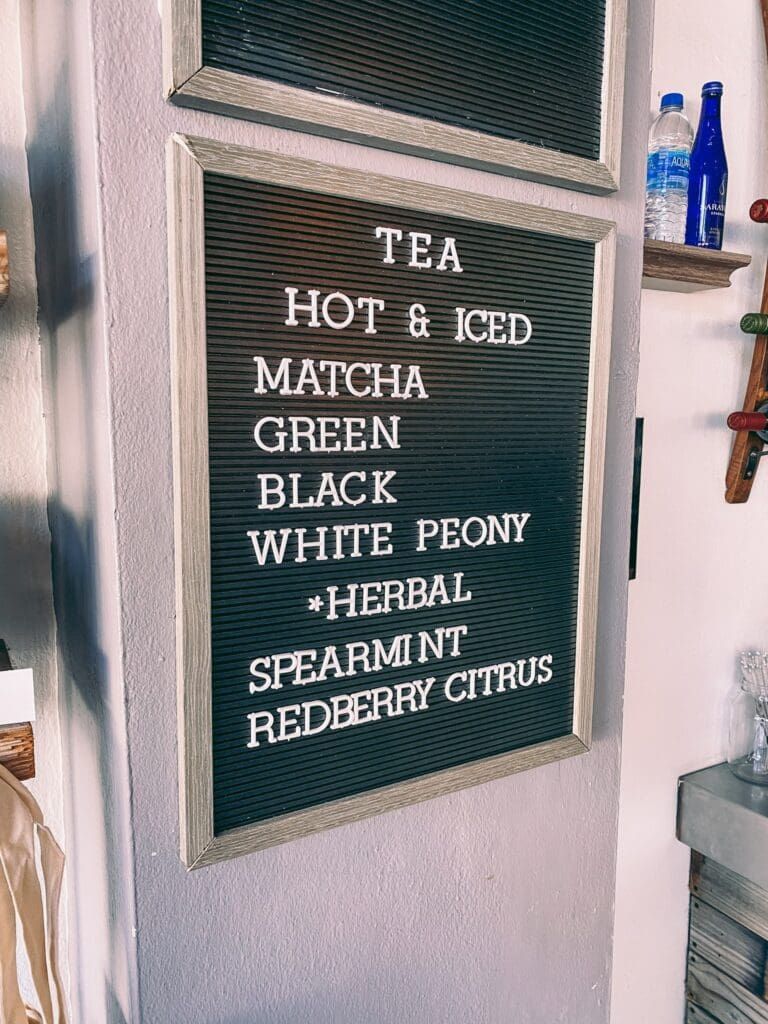 TEA
HOT & ICED
MATCHA
GREEN
BLACK
WHITE PEONY
*HERBAL
SPEARMINT
REDBERRY CITRUS